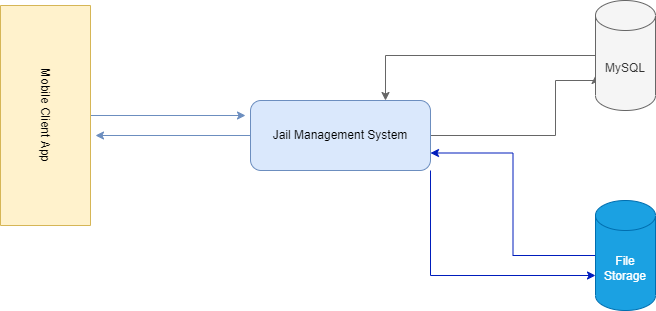 Mobile Client App
Jail Management System
MySQL
File
Storage